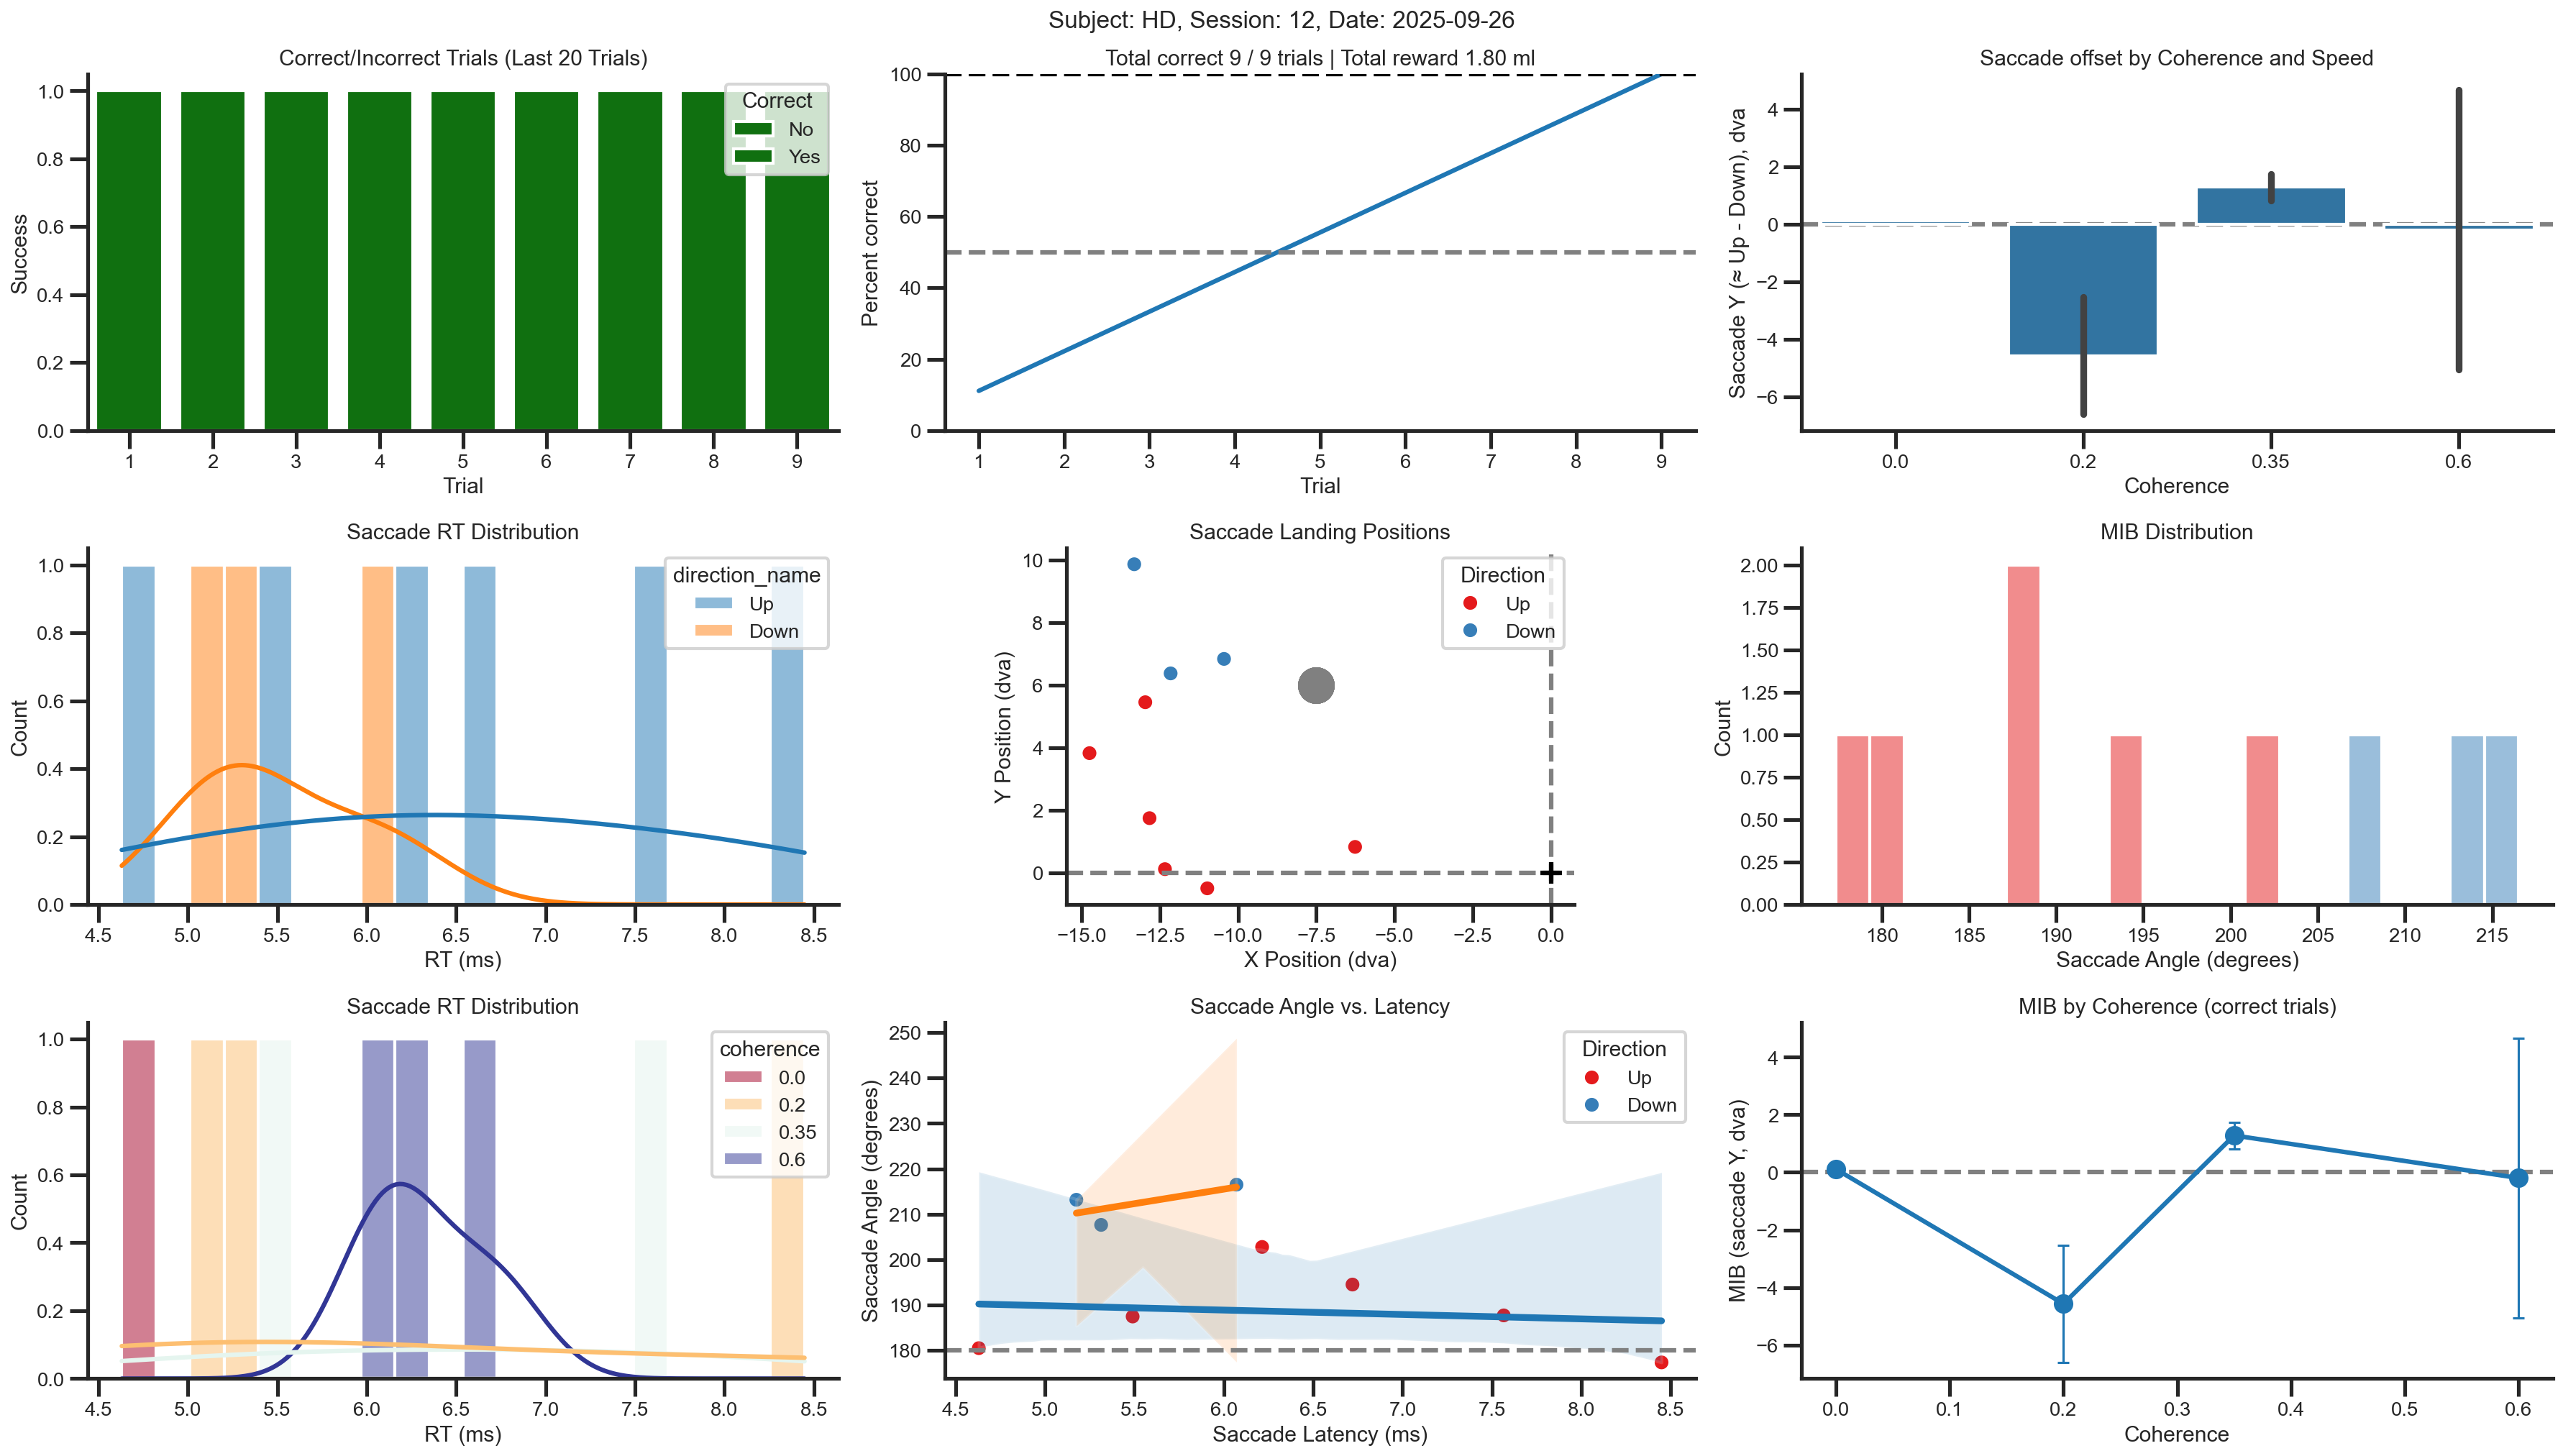 Subject: HD, Session: 12, Date: 2025-09-26
Correct/Incorrect Trials (Last 20 Trials)
Success
1.0
0.8
0.6
0.4
0.2
0.0
Correct
No
Yes
1 2 3 4 5 6 7 8 9
Trial
Total correct 9 / 9 trials | Total reward 1.80 ml
Percent correct
100
80
60
40
20
0
1 2 3 4 5 6 7 8 9
Trial
Saccade offset by Coherence and Speed
Saccade Y (≈ Up - Down), dva
4
2
0
−2
−4
−6
0.0 0.2 0.35 0.6
Coherence
Saccade RT Distribution
Count
1.0
0.8
0.6
0.4
0.2
0.0
direction_name
Up
Down
4.5 5.0 5.5 6.0 6.5 7.0 7.5 8.0 8.5
RT (ms)
Saccade Landing Positions
Y Position (dva)
10
8
6
4
2
0
Direction
Up
Down
−15.0 −12.5 −10.0 −7.5 −5.0 −2.5 0.0
X Position (dva)
MIB Distribution
Count
2.00
1.75
1.50
1.25
1.00
0.75
0.50
0.25
0.00
180 185 190 195 200 205 210 215
Saccade Angle (degrees)
Saccade RT Distribution
Count
1.0
0.8
0.6
0.4
0.2
0.0
coherence
0.0
0.2
0.35
0.6
4.5 5.0 5.5 6.0 6.5 7.0 7.5 8.0 8.5
RT (ms)
Saccade Angle vs. Latency
Saccade Angle (degrees)
250
240
230
220
210
200
190
180
Direction
Up
Down
4.5 5.0 5.5 6.0 6.5 7.0 7.5 8.0 8.5
Saccade Latency (ms)
MIB by Coherence (correct trials)
MIB (saccade Y, dva)
4
2
0
−2
−4
−6
0.0 0.1 0.2 0.3 0.4 0.5 0.6
Coherence